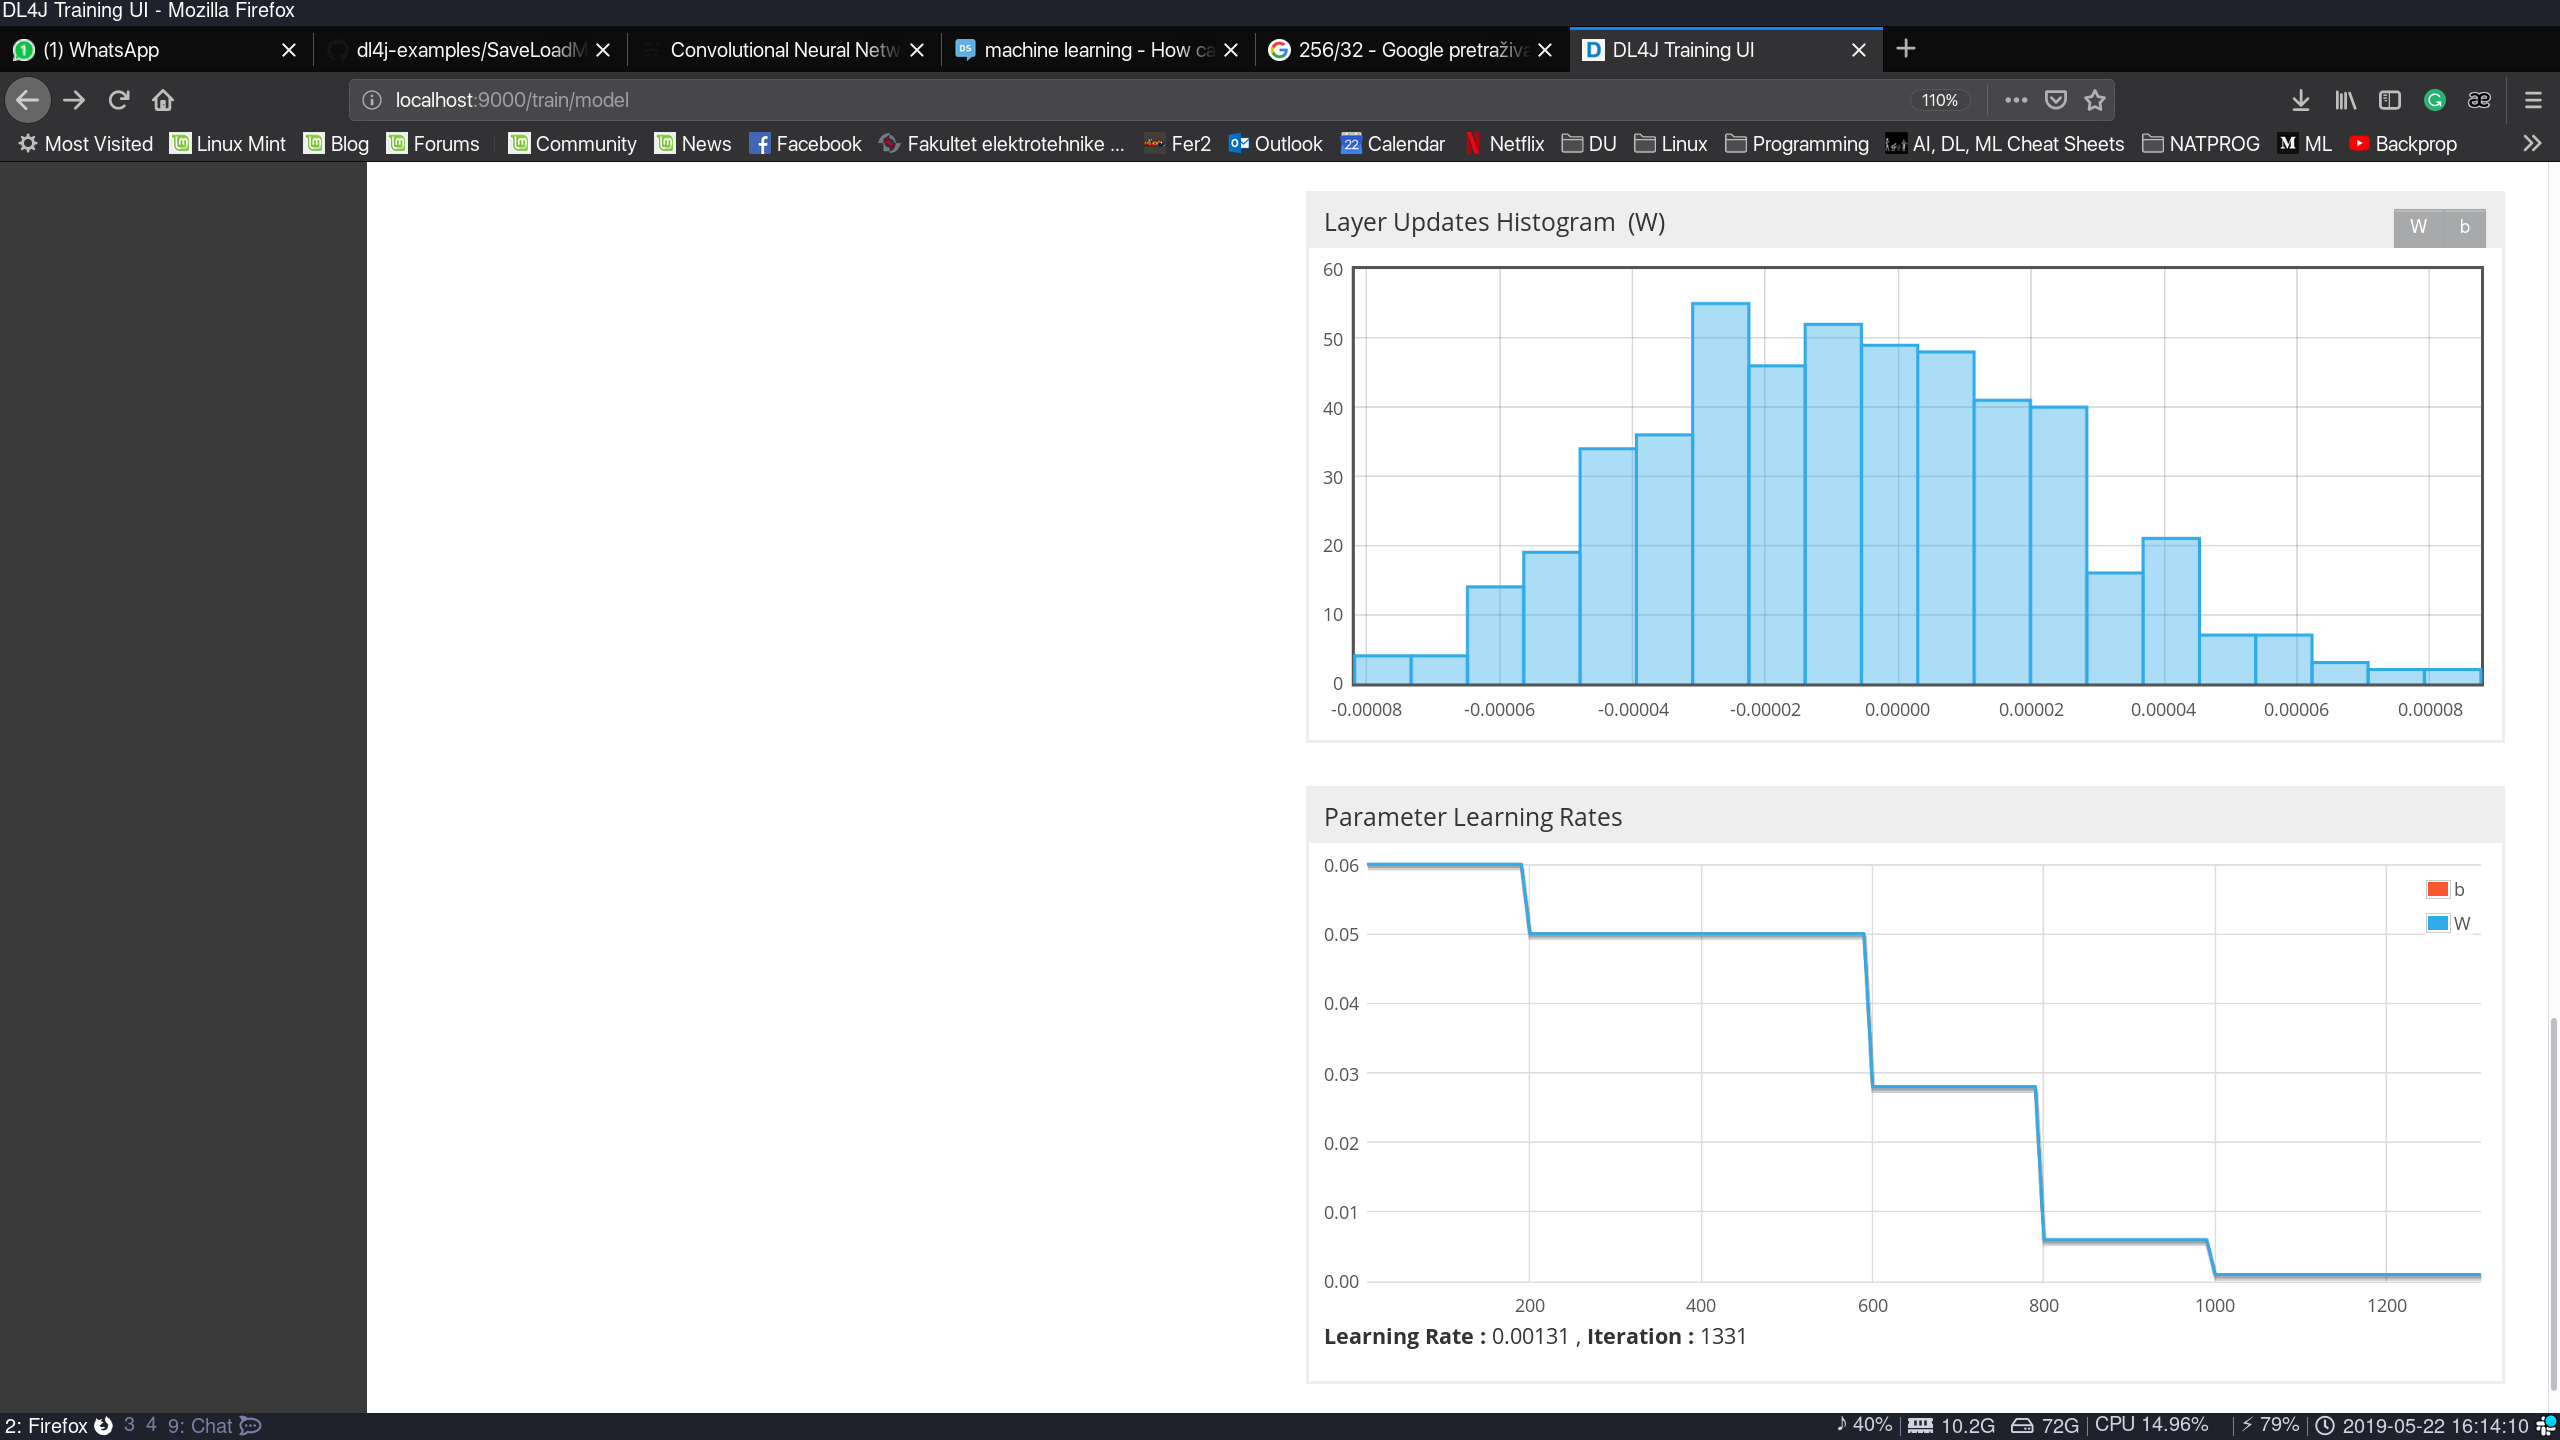 DL4J Training UI - Mozilla Firefox
(1) WhatsApp
dl4j-examples/SaveLoadM
Convolutional Neural Netw
DS machine learning - How ca
256/32 - Google pretraživa
D DL4J Training UI
localhost:9000/train/model
110%
Most Visited Linux Mint Blog Forums Community News Facebook Fakultet elektrotehnike ... Fer2 Outlook 22 Calendar Netflix DU Linux Programming AI, DL, ML Cheat Sheets NATPROG M ML Backprop
Layer Updates Histogram (W)
W b
60
50
40
30
20
10
0
-0.00008 -0.00006 -0.00004 -0.00002 0.00000 0.00002 0.00004 0.00006 0.00008
Parameter Learning Rates
0.06
0.05
0.04
0.03
0.02
0.01
0.00
b
W
200 400 600 800 1000 1200
Learning Rate : 0.00131 , Iteration : 1331
2: Firefox 3 4 9: Chat
40% | 10.2G 72G | CPU 14.96% | 79% | 2019-05-22 16:14:10